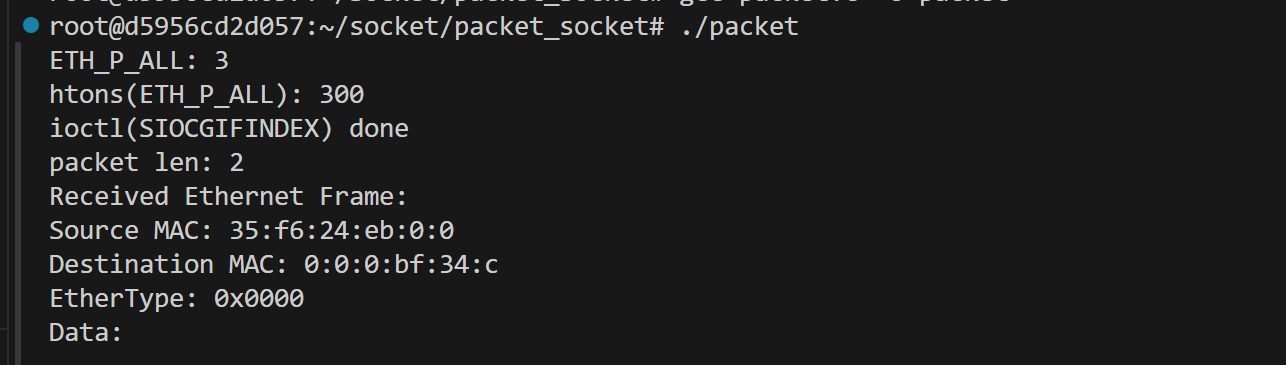 root@d5956cd2d057:~/socket/packet_socket# ./packet
ETH_P_ALL: 3
htons(ETH_P_ALL): 300
ioctl(SIOCGIFINDEX) done
packet len: 2
Received Ethernet Frame:
Source MAC: 35:f6:24:eb:0:0
Destination MAC: 0:0:0:bf:34:c
EtherType: 0x0000
Data: